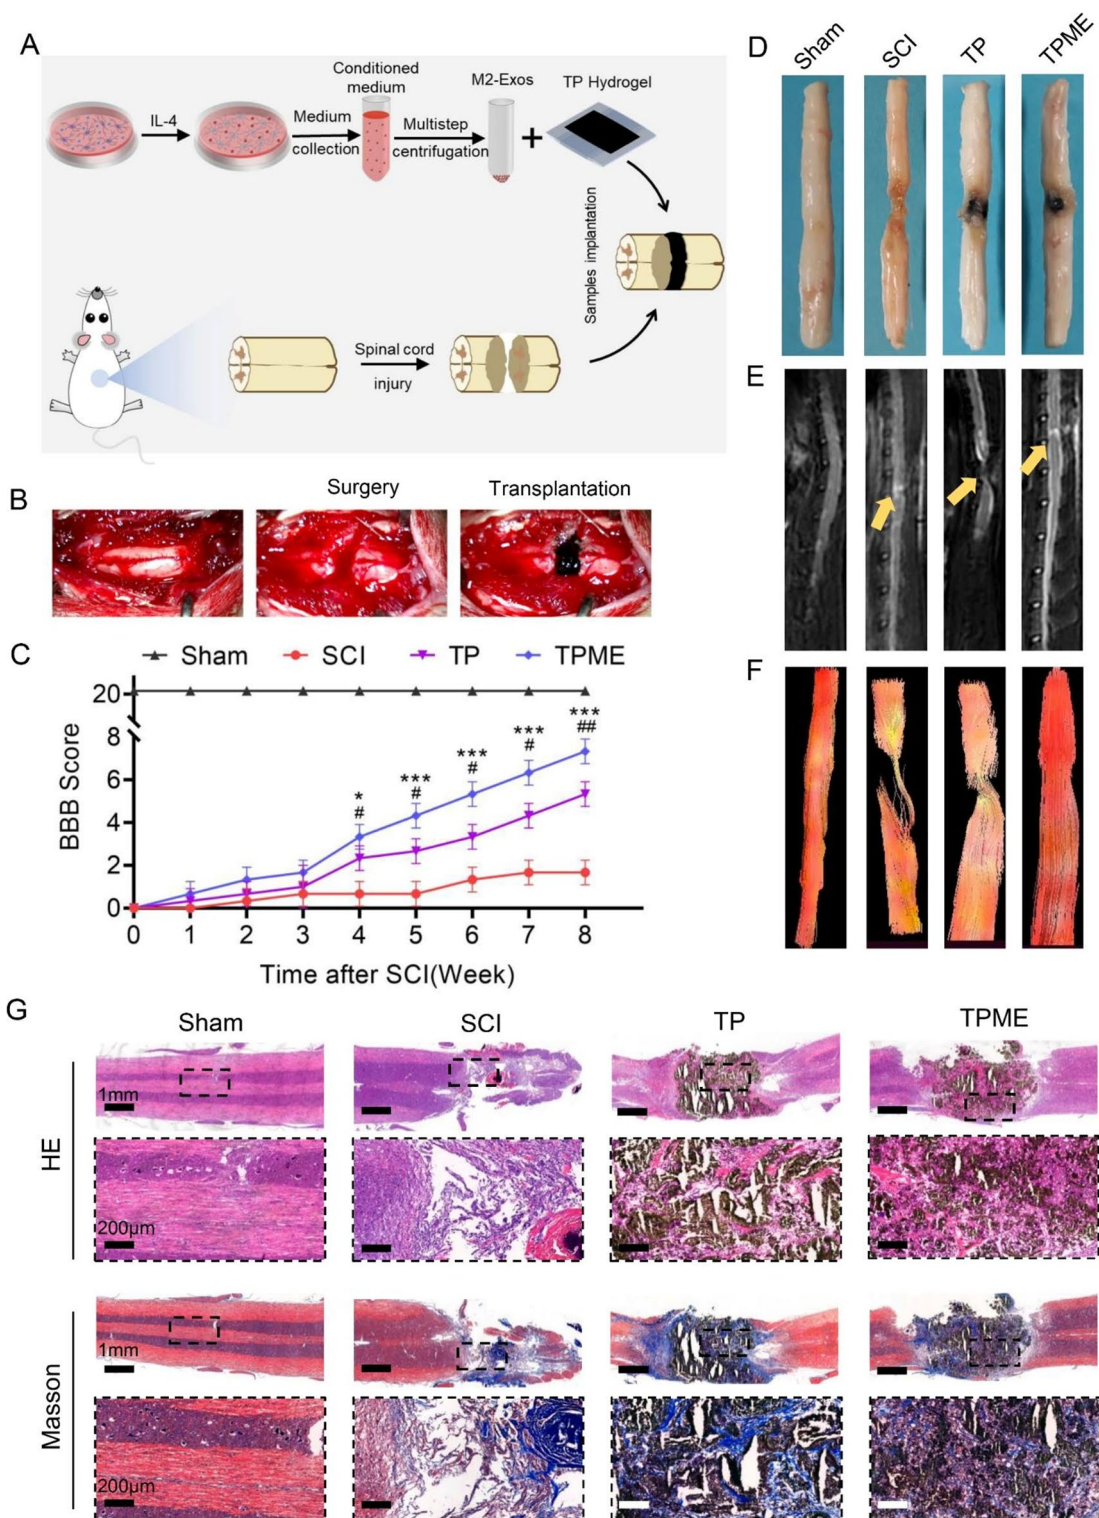 A
IL-4
Medium
collection
Conditioned
medium
Multistep
centrifugation
M2-Exos
+
TP Hydrogel
Samples implantation
Spinal cord
injury
B
Surgery
Transplantation
C
Sham
SCI
TP
TPME
BBB Score
20
8
6
4
2
0
*
#
***
#
***
#
***
#
***
##
0 1 2 3 4 5 6 7 8
Time after SCI(Week)
D
Sham
SCI
TP
TPME
E
F
G
Sham
SCI
TP
TPME
HE
1mm
200μm
Masson
1mm
200μm